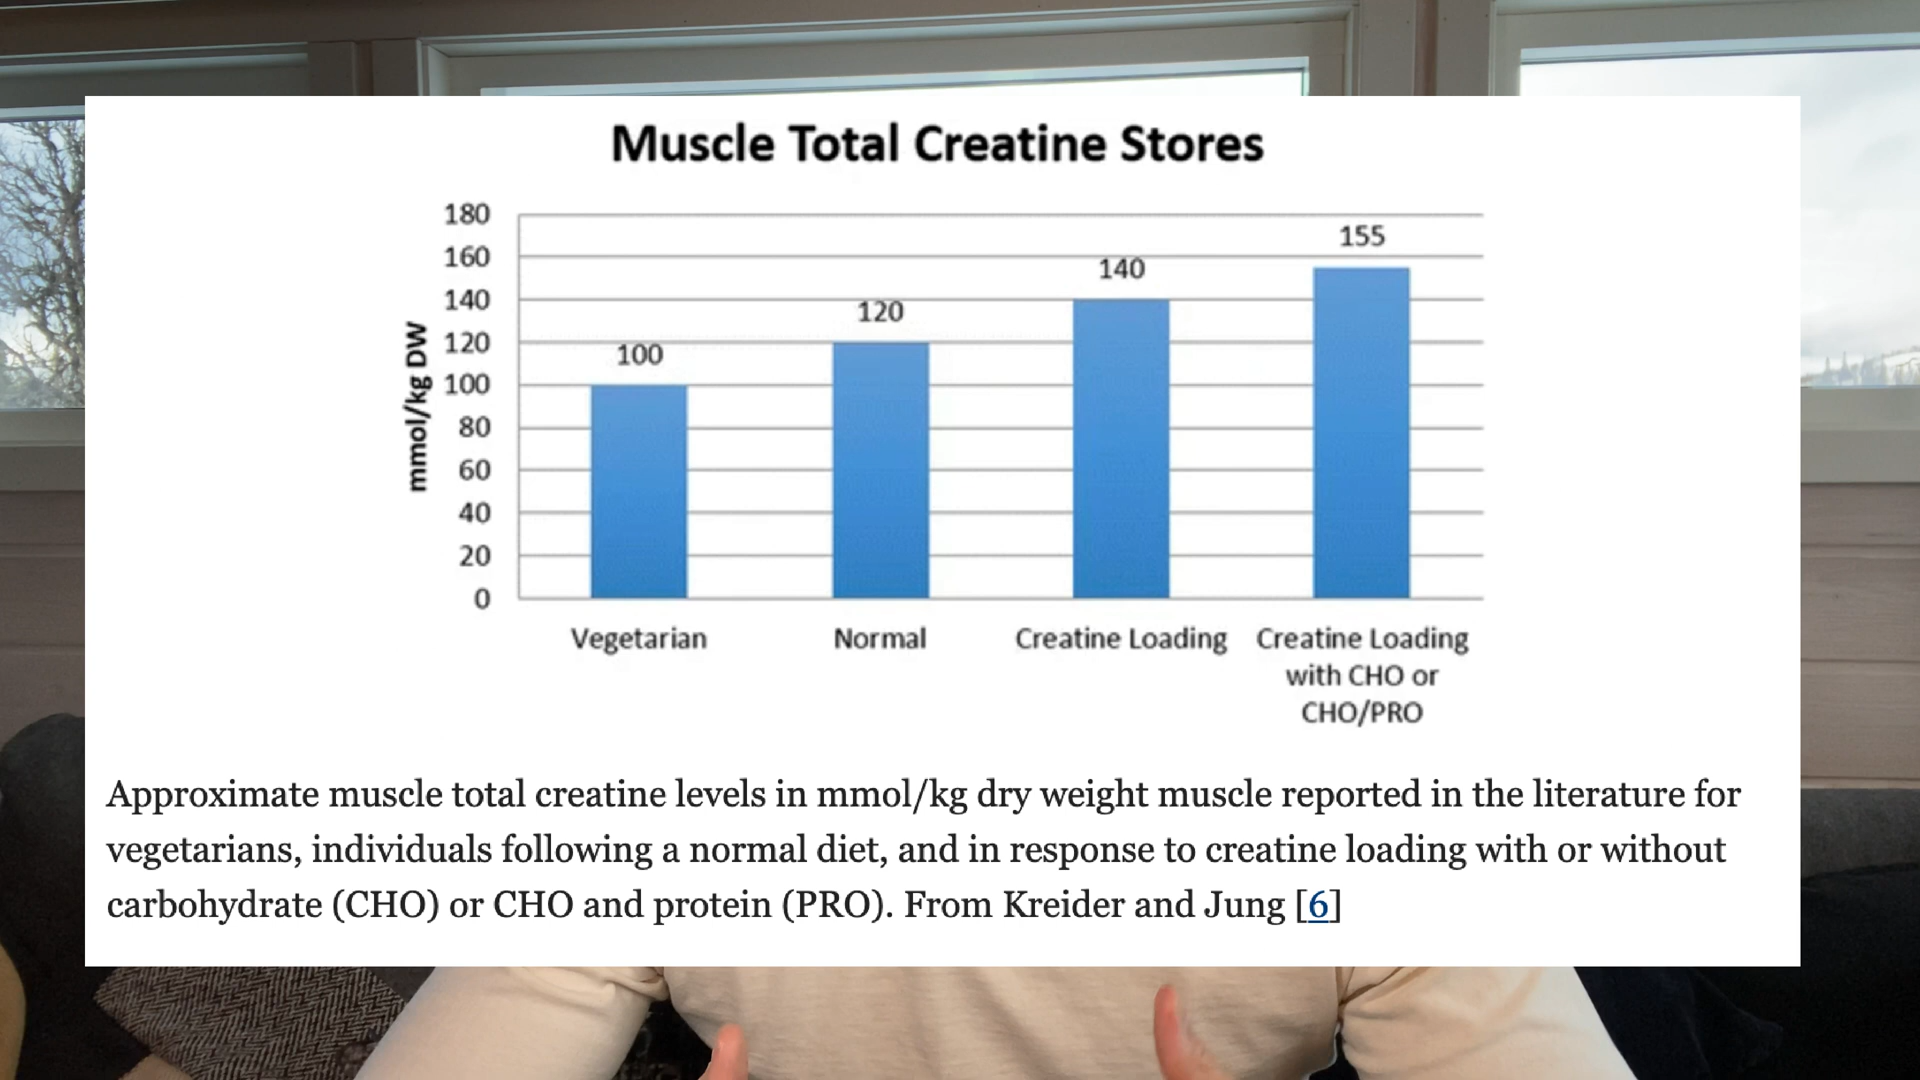 Muscle Total Creatine Stores
180
160
140
120
100
80
60
40
20
0
mmol/kg DW
100
120
140
155
Vegetarian
Normal
Creatine Loading
Creatine Loading
with CHO or
CHO/PRO
Approximate muscle total creatine levels in mmol/kg dry weight muscle reported in the literature for
vegetarians, individuals following a normal diet, and in response to creatine loading with or without
carbohydrate (CHO) or CHO and protein (PRO). From Kreider and Jung [6]